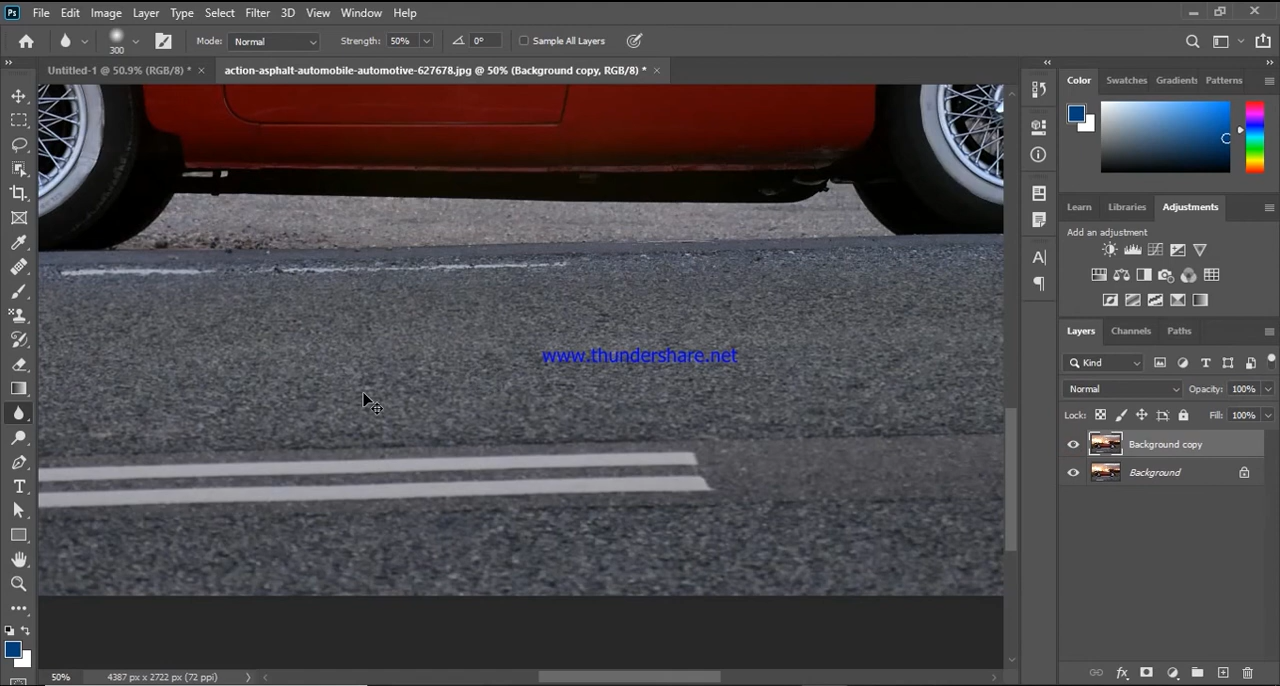 Ps File Edit Image Layer Type Select Filter 3D View Window Help
300 Mode: Normal Strength: 50% 0° Sample All Layers
Untitled-1 @ 50.9% (RGB/8) * × action-asphalt-automobile-automotive-627678.jpg @ 50% (Background copy, RGB/8) * ×
Color Swatches Gradients Patterns
Learn Libraries Adjustments
Add an adjustment
Layers Channels Paths
Kind
Normal Opacity: 100%
Lock: Fill: 100%
Background copy
Background
www.thundershare.net
50% 4387 px x 2722 px (72 ppi)